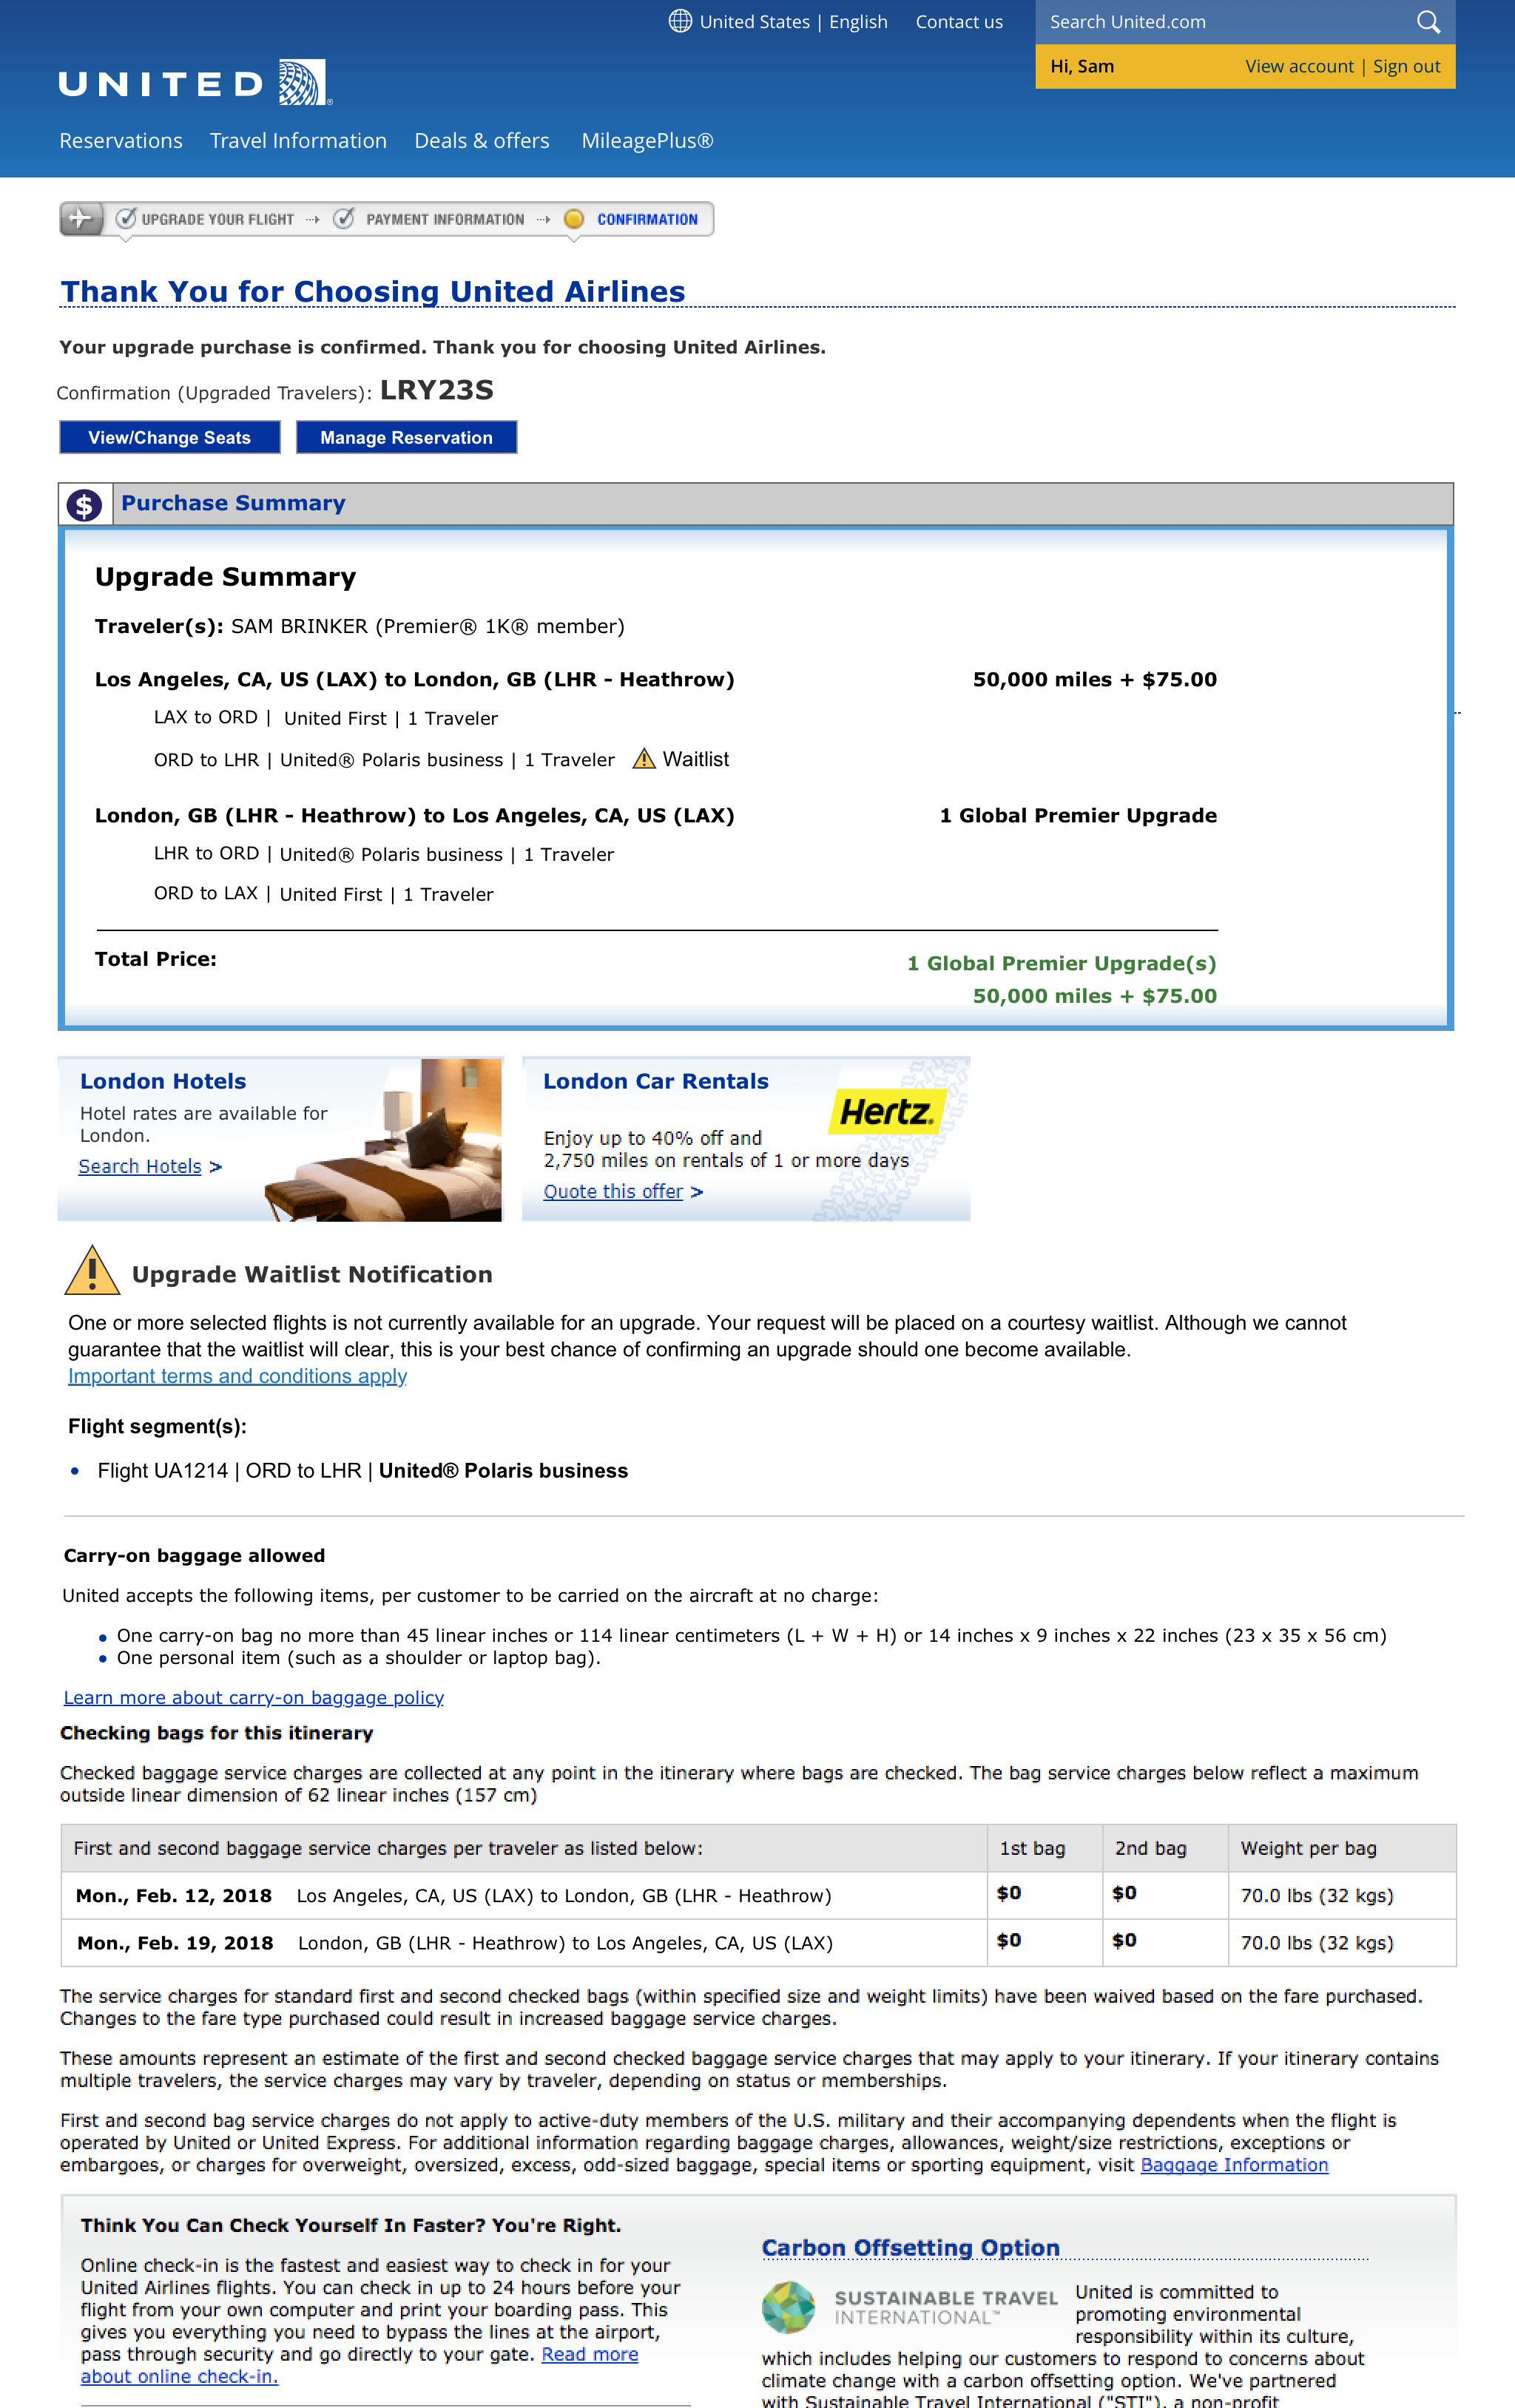 United States | English Contact us Search United.com
Hi, Sam View account | Sign out
UNITED
Reservations Travel Information Deals & offers MileagePlus®
UPGRADE YOUR FLIGHT PAYMENT INFORMATION CONFIRMATION
Thank You for Choosing United Airlines
Your upgrade purchase is confirmed. Thank you for choosing United Airlines.
Confirmation (Upgraded Travelers): LRY23S
View/Change Seats Manage Reservation
$ Purchase Summary
Upgrade Summary
Traveler(s): SAM BRINKER (Premier® 1K® member)
Los Angeles, CA, US (LAX) to London, GB (LHR - Heathrow) 50,000 miles + $75.00
LAX to ORD | United First | 1 Traveler
ORD to LHR | United® Polaris business | 1 Traveler Waitlist
London, GB (LHR - Heathrow) to Los Angeles, CA, US (LAX) 1 Global Premier Upgrade
LHR to ORD | United® Polaris business | 1 Traveler
ORD to LAX | United First | 1 Traveler
Total Price: 1 Global Premier Upgrade(s)
50,000 miles + $75.00
London Hotels
Hotel rates are available for
London.
Search Hotels >
London Car Rentals
Hertz.
Enjoy up to 40% off and
2,750 miles on rentals of 1 or more days
Quote this offer >
Upgrade Waitlist Notification
One or more selected flights is not currently available for an upgrade. Your request will be placed on a courtesy waitlist. Although we cannot
guarantee that the waitlist will clear, this is your best chance of confirming an upgrade should one become available.
Important terms and conditions apply
Flight segment(s):
• Flight UA1214 | ORD to LHR | United® Polaris business
Carry-on baggage allowed
United accepts the following items, per customer to be carried on the aircraft at no charge:
• One carry-on bag no more than 45 linear inches or 114 linear centimeters (L + W + H) or 14 inches x 9 inches x 22 inches (23 x 35 x 56 cm)
• One personal item (such as a shoulder or laptop bag).
Learn more about carry-on baggage policy
Checking bags for this itinerary
Checked baggage service charges are collected at any point in the itinerary where bags are checked. The bag service charges below reflect a maximum
outside linear dimension of 62 linear inches (157 cm)
First and second baggage service charges per traveler as listed below: 1st bag 2nd bag Weight per bag
Mon., Feb. 12, 2018 Los Angeles, CA, US (LAX) to London, GB (LHR - Heathrow) $0 $0 70.0 lbs (32 kgs)
Mon., Feb. 19, 2018 London, GB (LHR - Heathrow) to Los Angeles, CA, US (LAX) $0 $0 70.0 lbs (32 kgs)
The service charges for standard first and second checked bags (within specified size and weight limits) have been waived based on the fare purchased.
Changes to the fare type purchased could result in increased baggage service charges.
These amounts represent an estimate of the first and second checked baggage service charges that may apply to your itinerary. If your itinerary contains
multiple travelers, the service charges may vary by traveler, depending on status or memberships.
First and second bag service charges do not apply to active-duty members of the U.S. military and their accompanying dependents when the flight is
operated by United or United Express. For additional information regarding baggage charges, allowances, weight/size restrictions, exceptions or
embargoes, or charges for overweight, oversized, excess, odd-sized baggage, special items or sporting equipment, visit Baggage Information
Think You Can Check Yourself In Faster? You're Right.
Online check-in is the fastest and easiest way to check in for your
United Airlines flights. You can check in up to 24 hours before your
flight from your own computer and print your boarding pass. This
gives you everything you need to bypass the lines at the airport,
pass through security and go directly to your gate. Read more
about online check-in.
Carbon Offsetting Option
SUSTAINABLE TRAVEL
INTERNATIONAL™
United is committed to
promoting environmental
responsibility within its culture,
which includes helping our customers to respond to concerns about
climate change with a carbon offsetting option. We've partnered
with Sustainable Travel International ("STI"), a non-profit